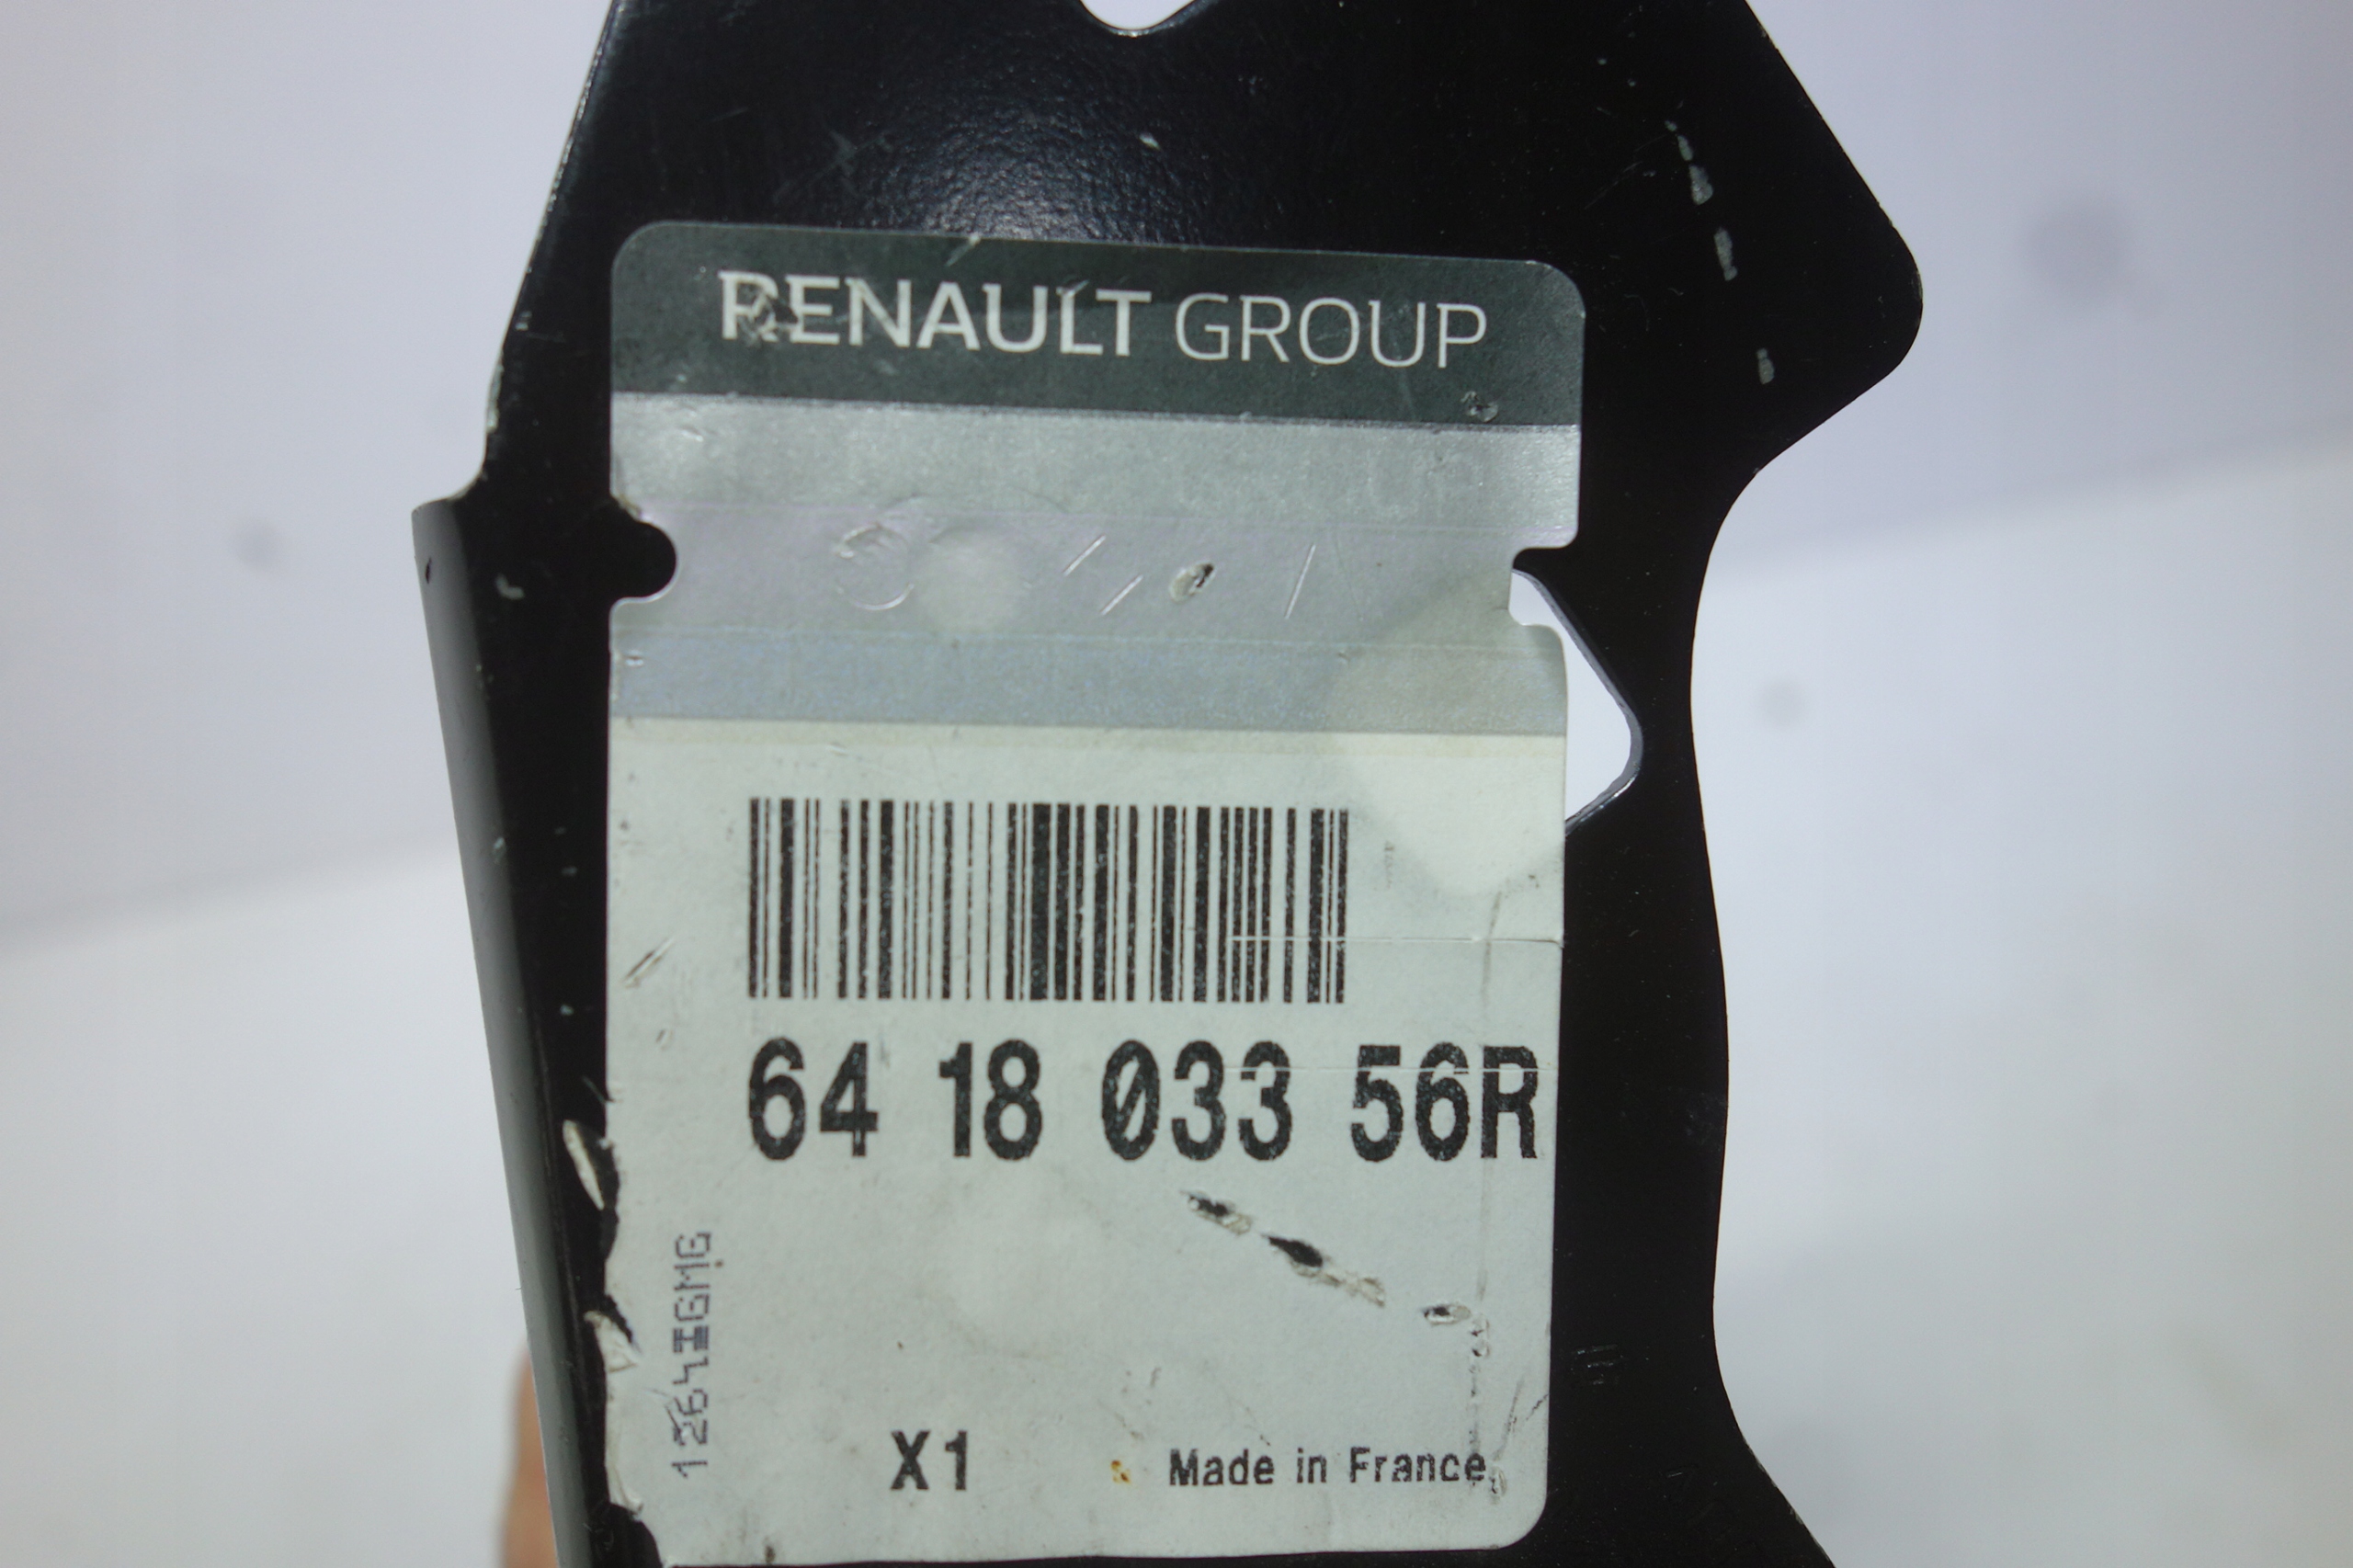 RENAULT GROUP
64 18 033 56R
X1
Made in France